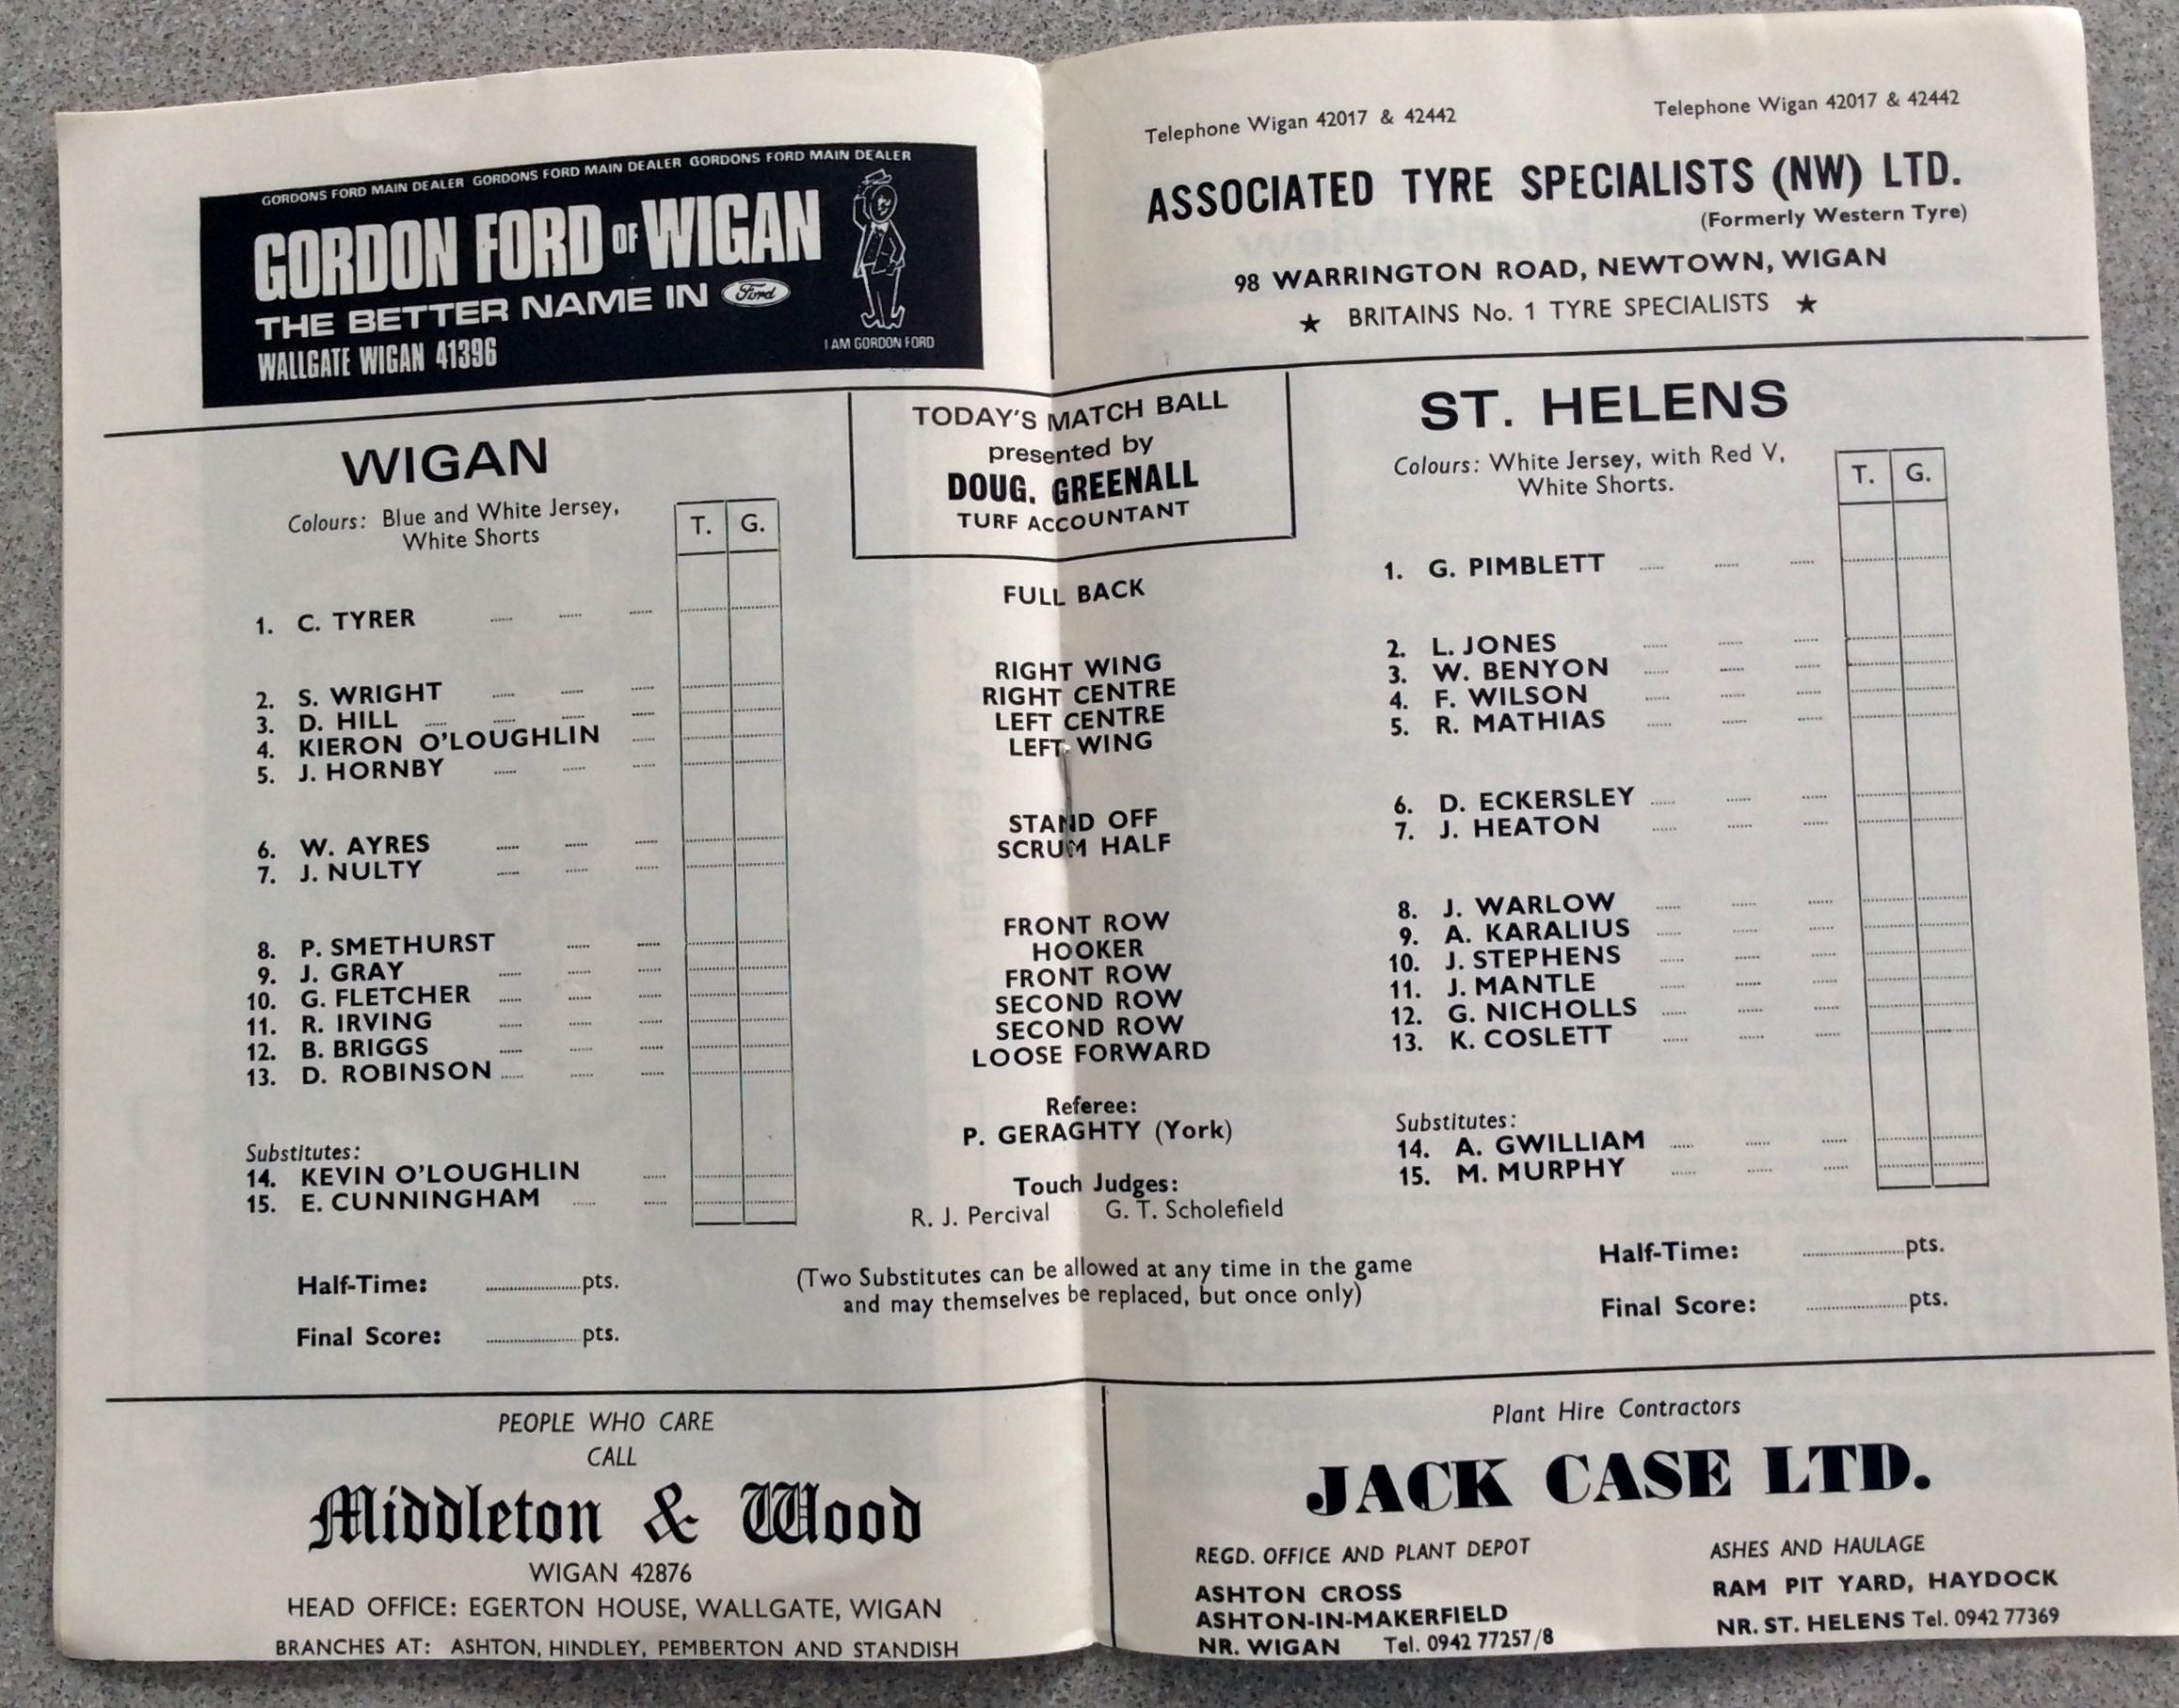 GORDONS FORD MAIN DEALER GORDONS FORD MAIN DEALER GORDONS FORD MAIN DEALER
GORDON FORD OF WIGAN
THE BETTER NAME IN Ford
WALLGATE WIGAN 41396
I AM GORDON FORD
Telephone Wigan 42017 & 42442
Telephone Wigan 42017 & 42442
ASSOCIATED TYRE SPECIALISTS (NW) LTD.
(Formerly Western Tyre)
98 WARRINGTON ROAD, NEWTOWN, WIGAN
★ BRITAINS No. 1 TYRE SPECIALISTS ★
WIGAN
Colours: Blue and White Jersey,
White Shorts
T. G.
1. C. TYRER
2. S. WRIGHT
3. D. HILL
4. KIERON O'LOUGHLIN
5. J. HORNBY
6. W. AYRES
7. J. NULTY
8. P. SMETHURST
9. J. GRAY
10. G. FLETCHER
11. R. IRVING
12. B. BRIGGS
13. D. ROBINSON
Substitutes:
14. KEVIN O'LOUGHLIN
15. E. CUNNINGHAM
Half-Time: ........ pts.
Final Score: ........ pts.
TODAY'S MATCH BALL
presented by
DOUG. GREENALL
TURF ACCOUNTANT
FULL BACK
RIGHT WING
RIGHT CENTRE
LEFT CENTRE
LEFT WING
STAND OFF
SCRUM HALF
FRONT ROW
HOOKER
FRONT ROW
SECOND ROW
SECOND ROW
LOOSE FORWARD
Referee:
P. GERAGHTY (York)
Touch Judges:
R. J. Percival G. T. Scholefield
(Two Substitutes can be allowed at any time in the game
and may themselves be replaced, but once only)
ST. HELENS
Colours: White Jersey, with Red V,
White Shorts.
T. G.
1. G. PIMBLETT
2. L. JONES
3. W. BENYON
4. F. WILSON
5. R. MATHIAS
6. D. ECKERSLEY
7. J. HEATON
8. J. WARLOW
9. A. KARALIUS
10. J. STEPHENS
11. J. MANTLE
12. G. NICHOLLS
13. K. COSLETT
Substitutes:
14. A. GWILLIAM
15. M. MURPHY
Half-Time: ........ pts.
Final Score: ........ pts.
PEOPLE WHO CARE
CALL
Middleton & Wood
WIGAN 42876
HEAD OFFICE: EGERTON HOUSE, WALLGATE, WIGAN
BRANCHES AT: ASHTON, HINDLEY, PEMBERTON AND STANDISH
Plant Hire Contractors
JACK CASE LTD.
REGD. OFFICE AND PLANT DEPOT
ASHTON CROSS
ASHTON-IN-MAKERFIELD
NR. WIGAN Tel. 0942 77257/8
ASHES AND HAULAGE
RAM PIT YARD, HAYDOCK
NR. ST. HELENS Tel. 0942 77369